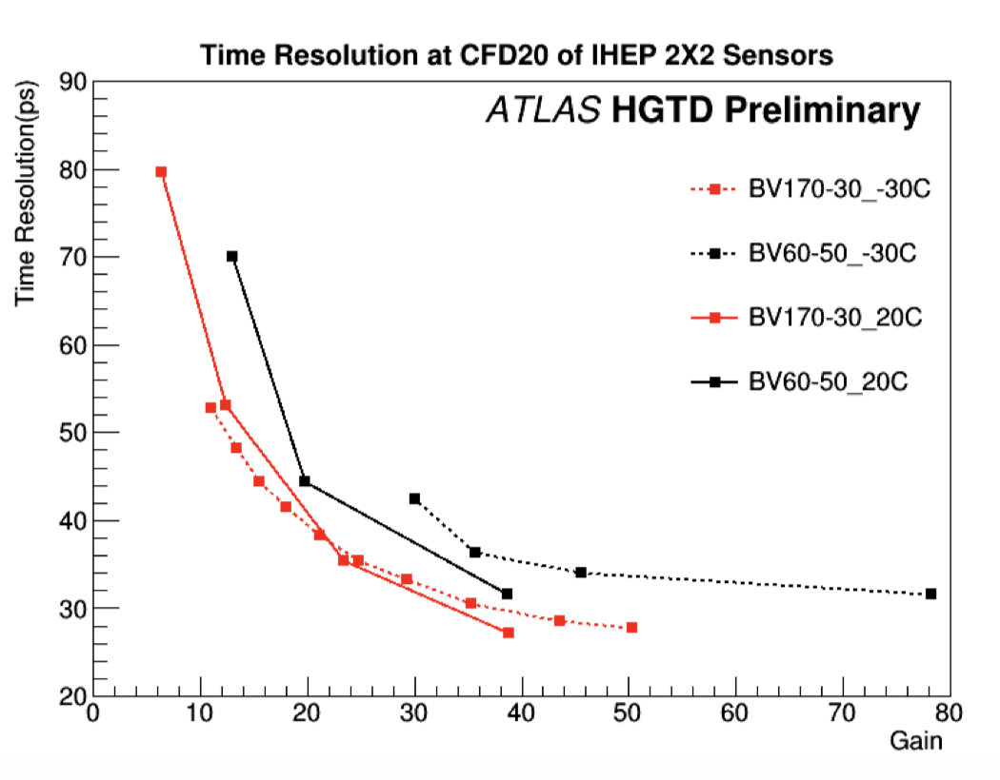 Time Resolution at CFD20 of IHEP 2X2 Sensors
Time Resolution(ps)
ATLAS HGTD Preliminary
BV170-30_-30C
BV60-50_-30C
BV170-30_20C
BV60-50_20C
90
80
70
60
50
40
30
20
0 10 20 30 40 50 60 70 80
Gain